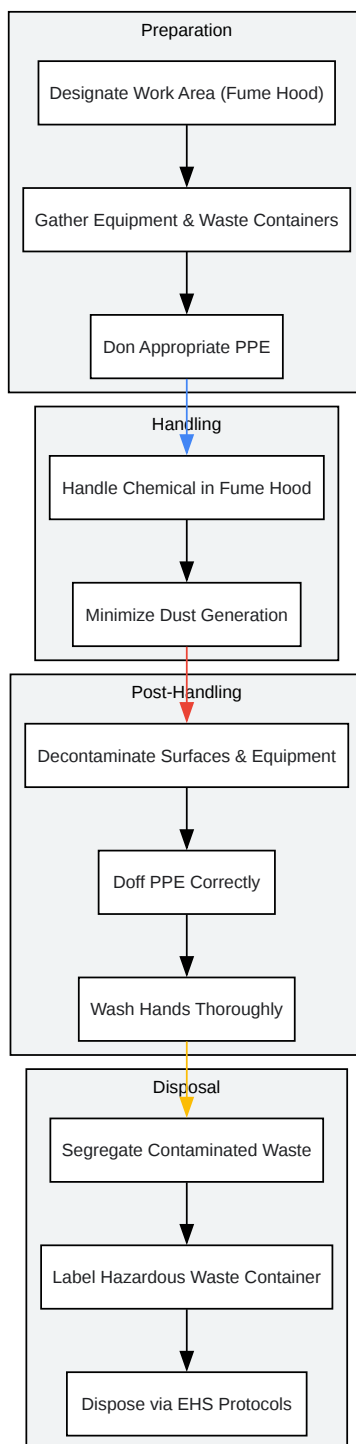 Preparation
Designate Work Area (Fume Hood)
Gather Equipment & Waste Containers
Don Appropriate PPE
Handling
Handle Chemical in Fume Hood
Minimize Dust Generation
Post-Handling
Decontaminate Surfaces & Equipment
Doff PPE Correctly
Wash Hands Thoroughly
Disposal
Segregate Contaminated Waste
Label Hazardous Waste Container
Dispose via EHS Protocols